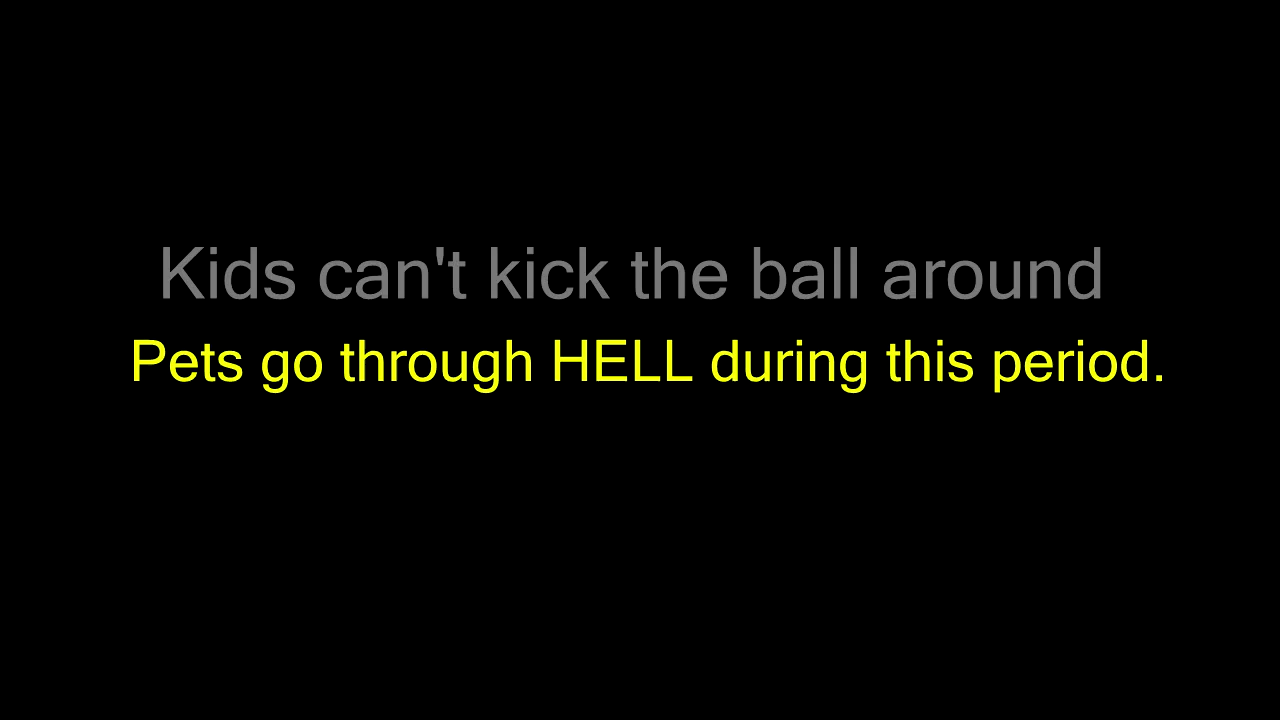 Kids can't kick the ball around
Pets go through HELL during this period.